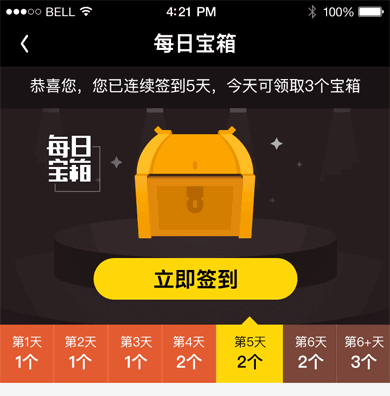 BELL 4:21 PM 100%
每日宝箱
恭喜您，您已连续签到5天，今天可领取3个宝箱
每日
宝箱
立即签到
第1天 第2天 第3天 第4天 第5天 第6天 第6+天
1个 1个 1个 2个 2个 2个 3个